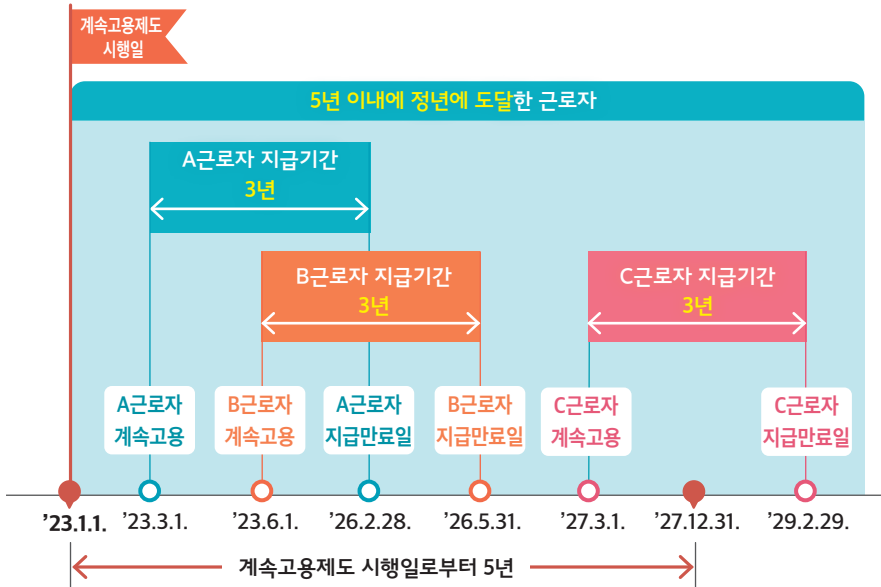 계속고용제도
시행일
5년 이내에 정년에 도달한 근로자
A근로자 지급기간
3년
B근로자 지급기간
3년
C근로자 지급기간
3년
A근로자
계속고용
B근로자
계속고용
A근로자
지급만료일
B근로자
지급만료일
C근로자
계속고용
C근로자
지급만료일
’23.1.1.
’23.3.1.
’23.6.1.
’26.2.28.
’26.5.31.
’27.3.1.
’27.12.31.
’29.2.29.
계속고용제도 시행일로부터 5년